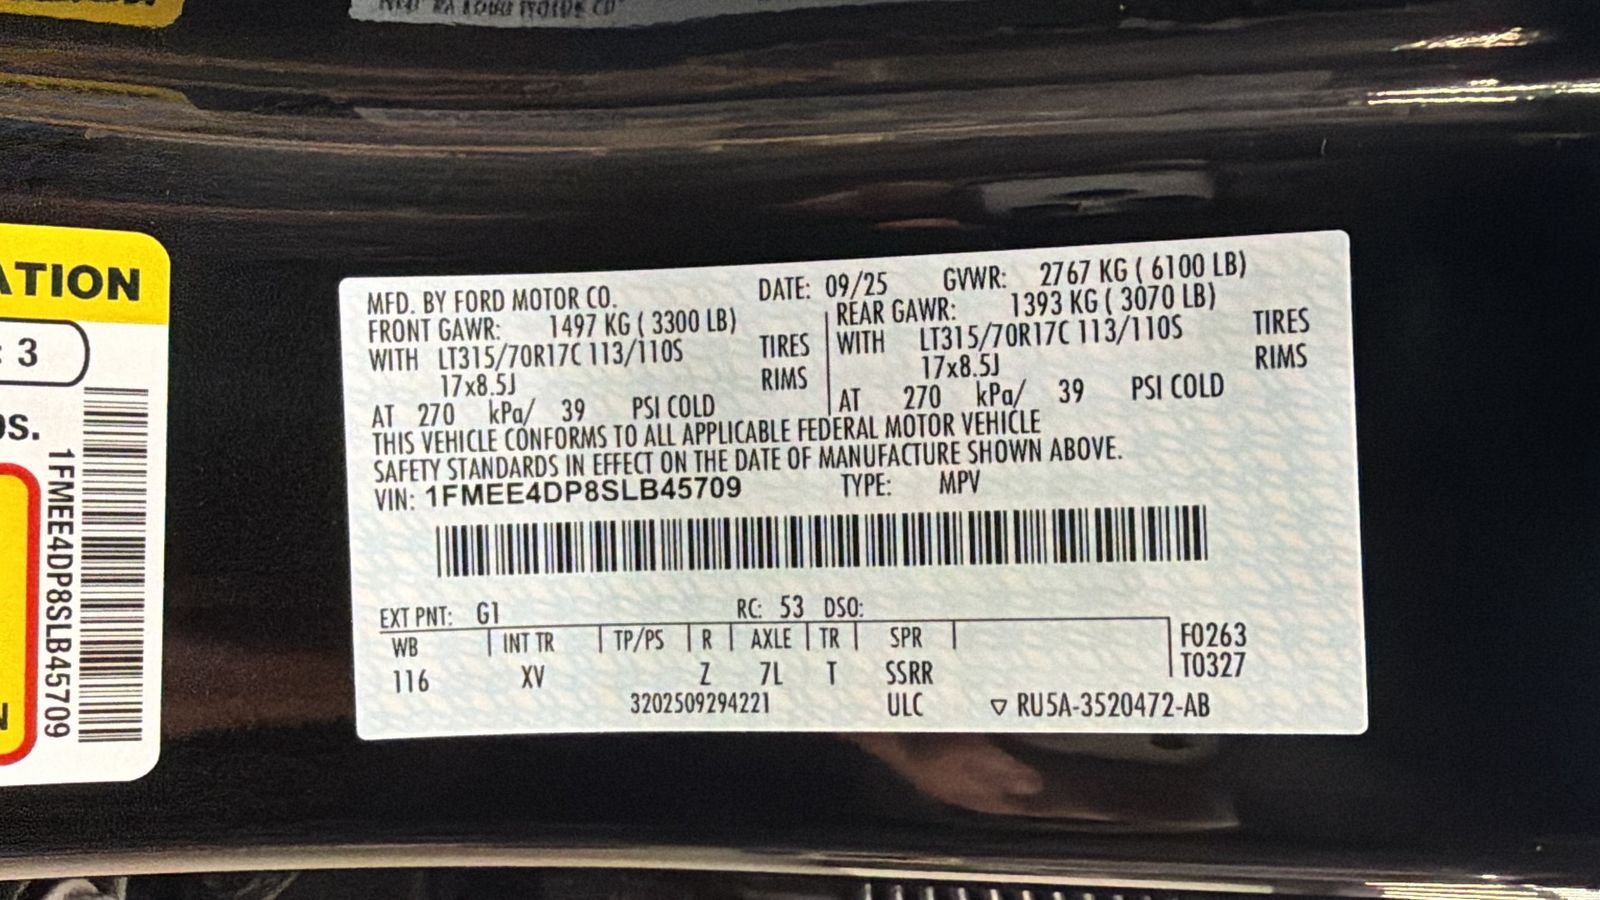 ATION
: 3
OS.
1FMEE4DP8SLB45709
MFD. BY FORD MOTOR CO. DATE: 09/25 GVWR: 2767 KG ( 6100 LB)
FRONT GAWR: 1497 KG ( 3300 LB) REAR GAWR: 1393 KG ( 3070 LB)
WITH LT315/70R17C 113/110S TIRES WITH LT315/70R17C 113/110S TIRES
17x8.5J RIMS 17x8.5J RIMS
AT 270 kPa/ 39 PSI COLD AT 270 kPa/ 39 PSI COLD
THIS VEHICLE CONFORMS TO ALL APPLICABLE FEDERAL MOTOR VEHICLE
SAFETY STANDARDS IN EFFECT ON THE DATE OF MANUFACTURE SHOWN ABOVE.
VIN: 1FMEE4DP8SLB45709 TYPE: MPV
EXT PNT: G1 RC: 53 DSO:
WB INT TR TP/PS R AXLE TR SPR F0263
116 XV Z 7L T SSRR T0327
3202509294221 ULC ▽ RU5A-3520472-AB